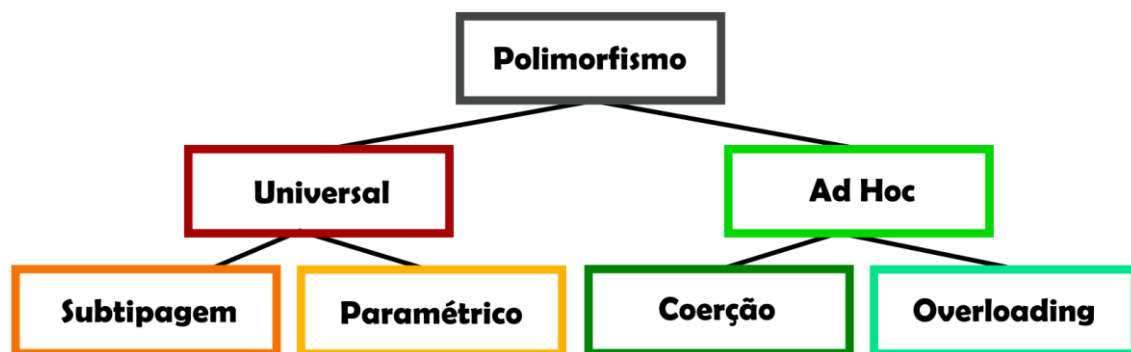 Polimorfismo
Universal
Ad Hoc
Subtipagem
Paramétrico
Coerção
Overloading